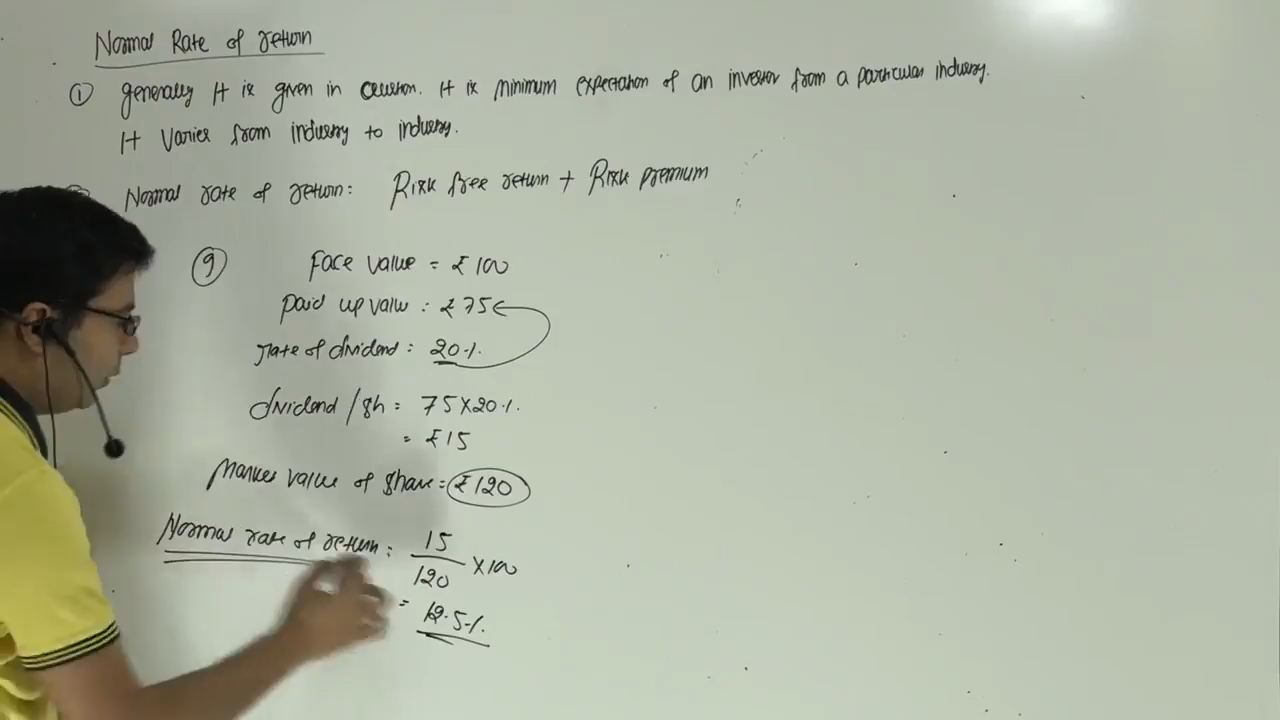 Normal Rate of return
① generally It is given in Question. It is minimum expectation of an investor from a particular industry.
It varies from industry to industry.
Normal rate of return: Risk free return + Risk premium
Face value = ₹100
paid up value : ₹75
rate of dividend: 20%.
dividend / sh = 75×20%.
= ₹15
Market value of share = ₹120
Normal rate of return: 15/120 ×100
= 12.5%.